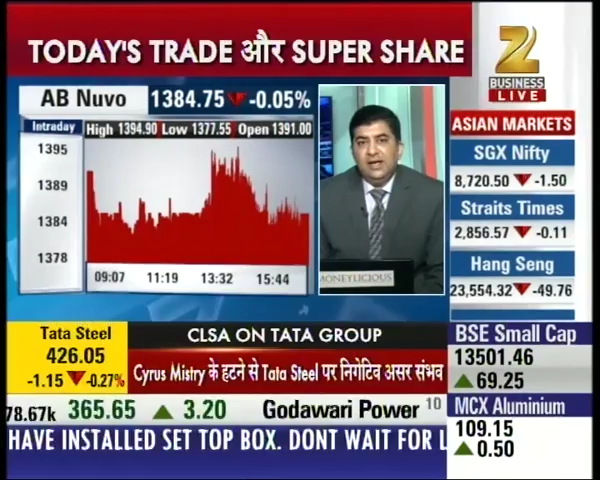 TODAY'S TRADE और SUPER SHARE
Z
BUSINESS
LIVE
AB Nuvo 1384.75 -0.05%
Intraday High 1394.90 Low 1377.55 Open 1391.00
1395
1389
1384
1378
09:07 11:19 13:32 15:44
MONEYLICIOUS
ASIAN MARKETS
SGX Nifty
8,720.50 -1.50
Straits Times
2,856.57 -0.11
Hang Seng
23,554.32 -49.76
Tata Steel
426.05
-1.15 -0.27%
CLSA ON TATA GROUP
Cyrus Mistry के हटने से Tata Steel पर निगेटिव असर संभव
BSE Small Cap
13501.46
69.25
78.67k 365.65 3.20 Godawari Power 10
MCX Aluminium
109.15
0.50
HAVE INSTALLED SET TOP BOX. DONT WAIT FOR L